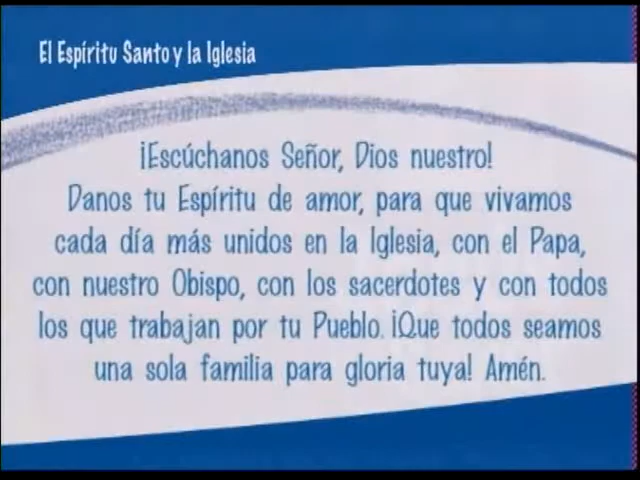 El Espíritu Santo y la Iglesia
¡Escúchanos Señor, Dios nuestro!
Danos tu Espíritu de amor, para que vivamos
cada día más unidos en la Iglesia, con el Papa,
con nuestro Obispo, con los sacerdotes y con todos
los que trabajan por tu Pueblo. ¡Que todos seamos
una sola familia para gloria tuya! Amén.